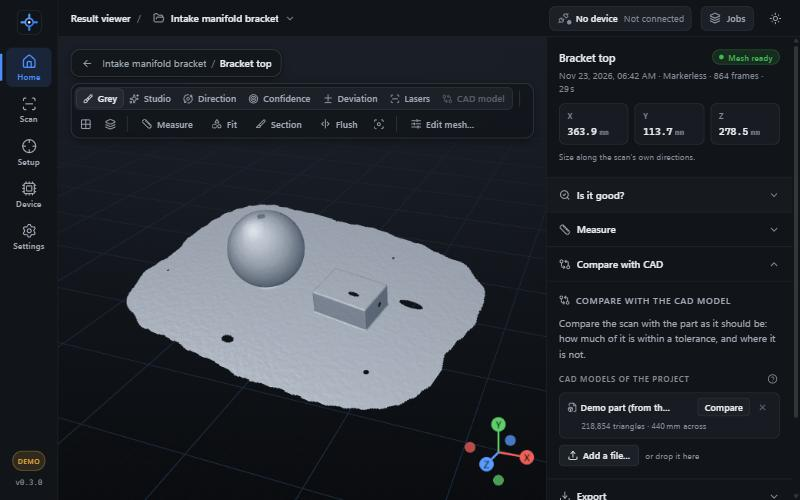 Result viewer / Intake manifold bracket
No device Not connected
Jobs
Home
Scan
Setup
Device
Settings
DEMO
v0.3.0
Intake manifold bracket / Bracket top
Grey Studio Direction Confidence Deviation Lasers CAD model
Measure Fit Section Flush Edit mesh...
Y
X
Z
Bracket top
Mesh ready
Nov 23, 2026, 06:42 AM · Markerless · 864 frames ·
29 s
X Y Z
363.9 mm 113.7 mm 278.5 mm
Size along the scan's own directions.
Is it good?
Measure
Compare with CAD
COMPARE WITH THE CAD MODEL
Compare the scan with the part as it should be:
how much of it is within a tolerance, and where it
is not.
CAD MODELS OF THE PROJECT
Demo part (from th... Compare
218,854 triangles · 440 mm across
Add a file... or drop it here
Export